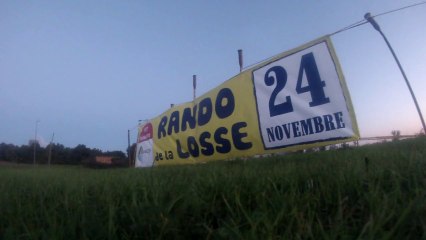 RANDO
de la LOSSE
24
NOVEMBRE